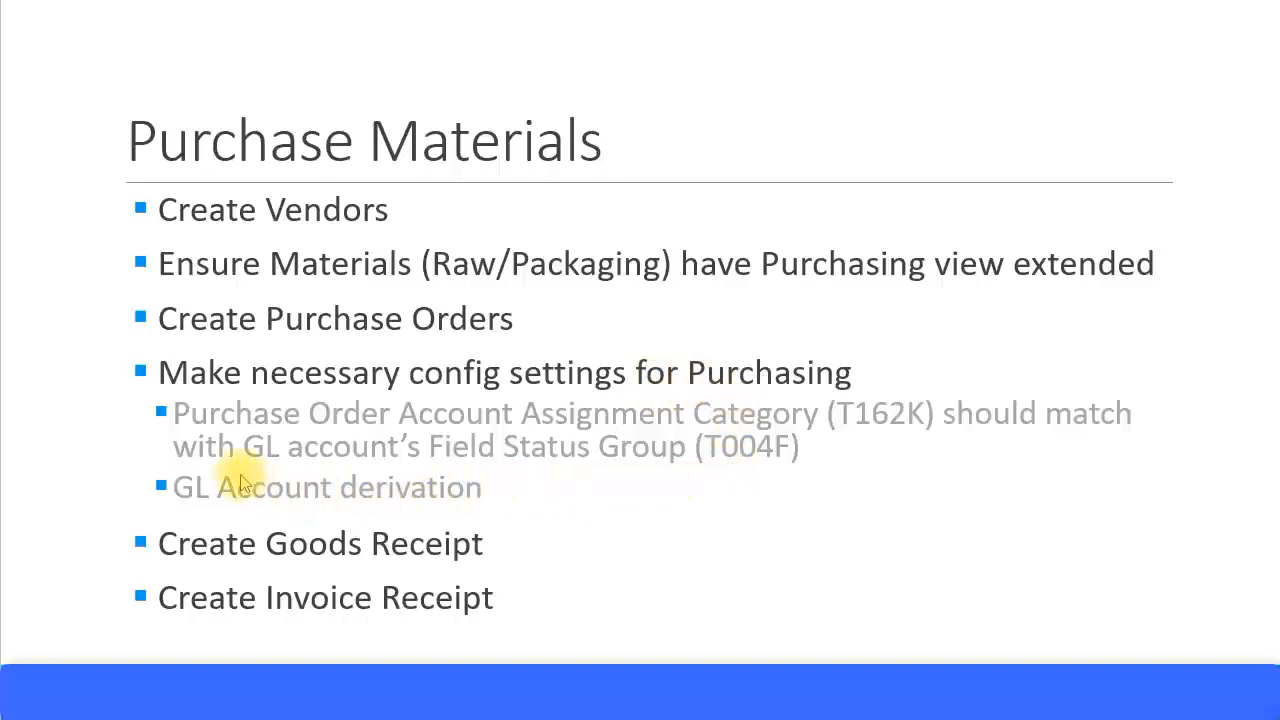 Purchase Materials
Create Vendors
Ensure Materials (Raw/Packaging) have Purchasing view extended
Create Purchase Orders
Make necessary config settings for Purchasing
Purchase Order Account Assignment Category (T162K) should match
with GL account’s Field Status Group (T004F)
GL Account derivation
Create Goods Receipt
Create Invoice Receipt